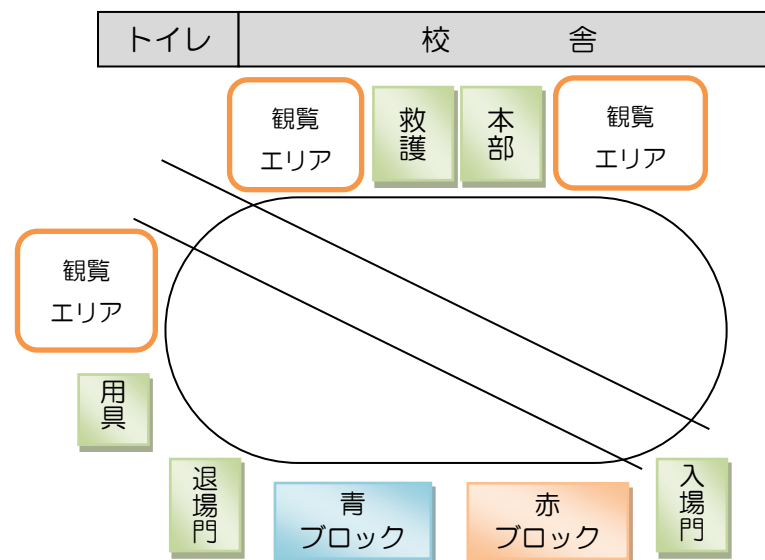 トイレ
校舎
観覧
エリア
救護
本部
観覧
エリア
観覧
エリア
用具
退場門
青
ブロック
赤
ブロック
入場門